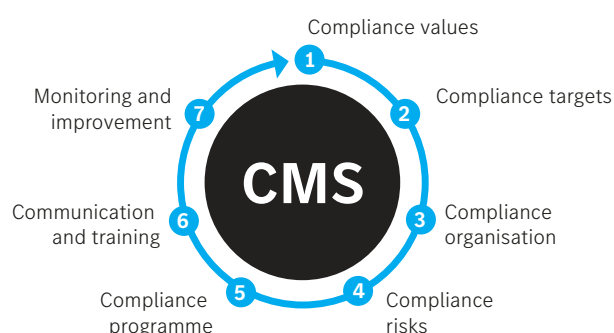 1
Compliance values
2
Compliance targets
3
Compliance
organisation
4
Compliance
risks
5
Compliance
programme
6
Communication
and training
7
Monitoring and
improvement
CMS